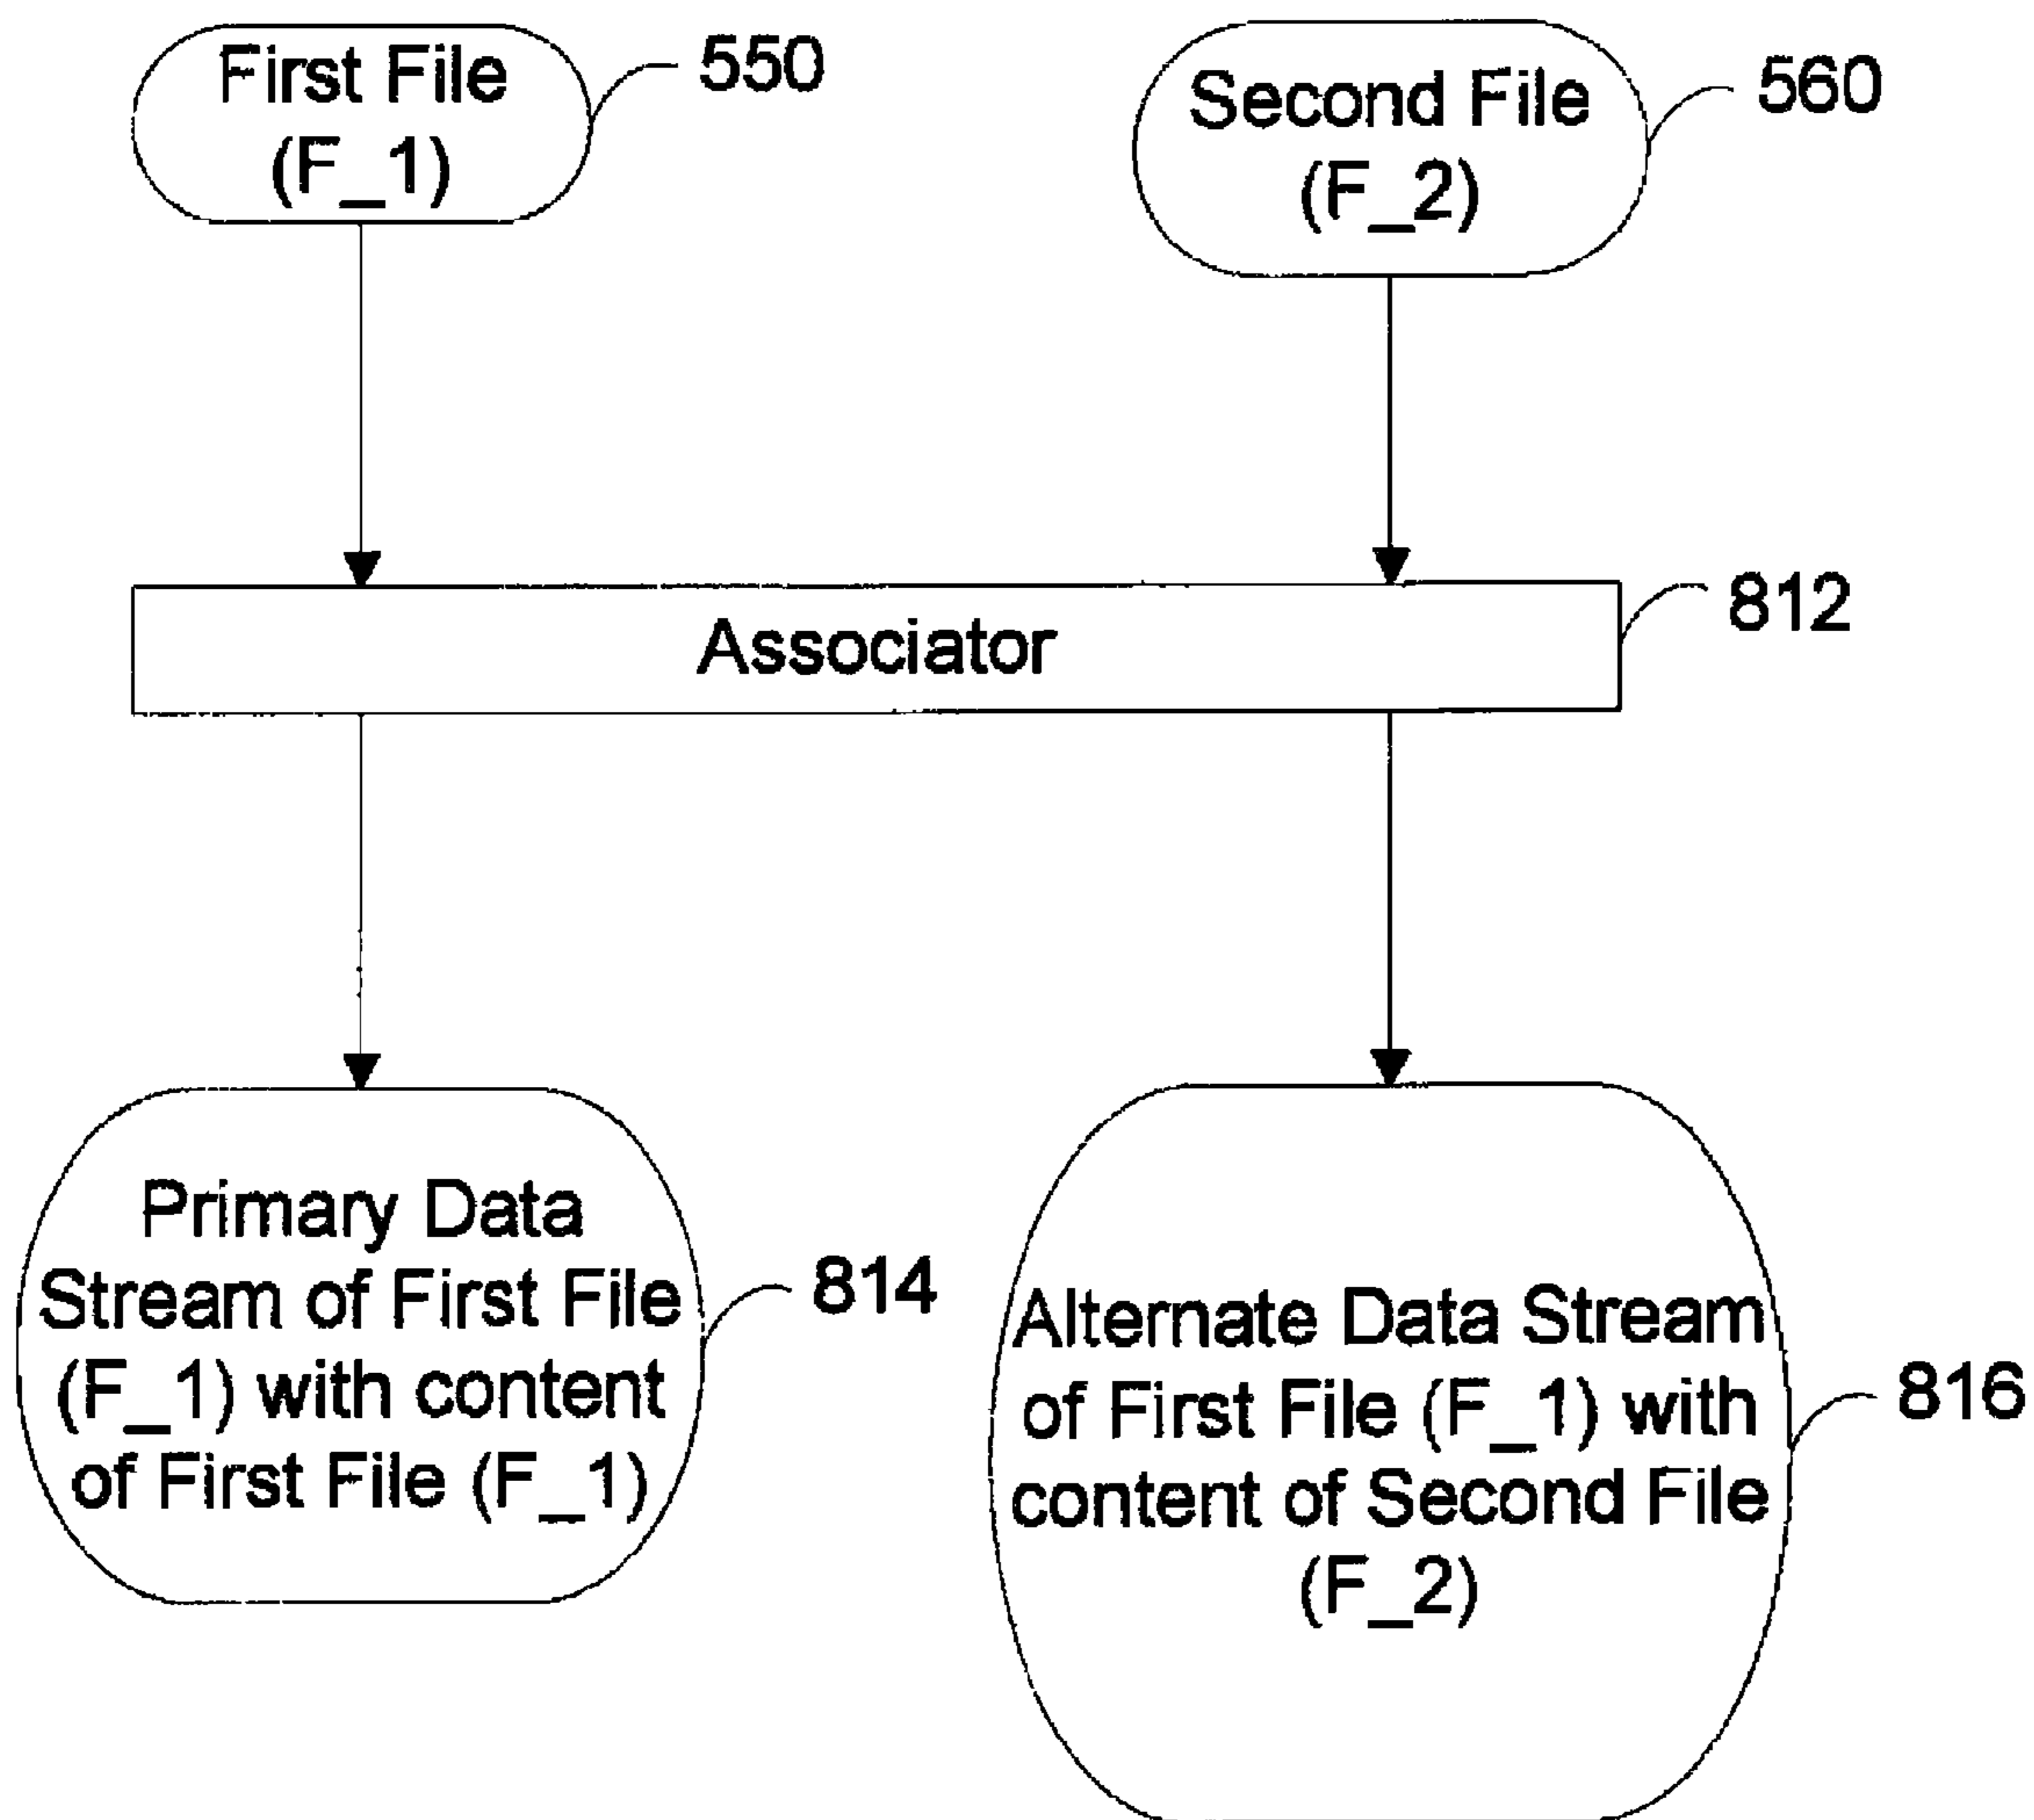 First File
(F_1)
550
Second File
(F_2)
560
Associator
812
Primary Data
Stream of First File
(F_1) with content
of First File (F_1)
814
Alternate Data Stream
of First File (F_1) with
content of Second File
(F_2)
816